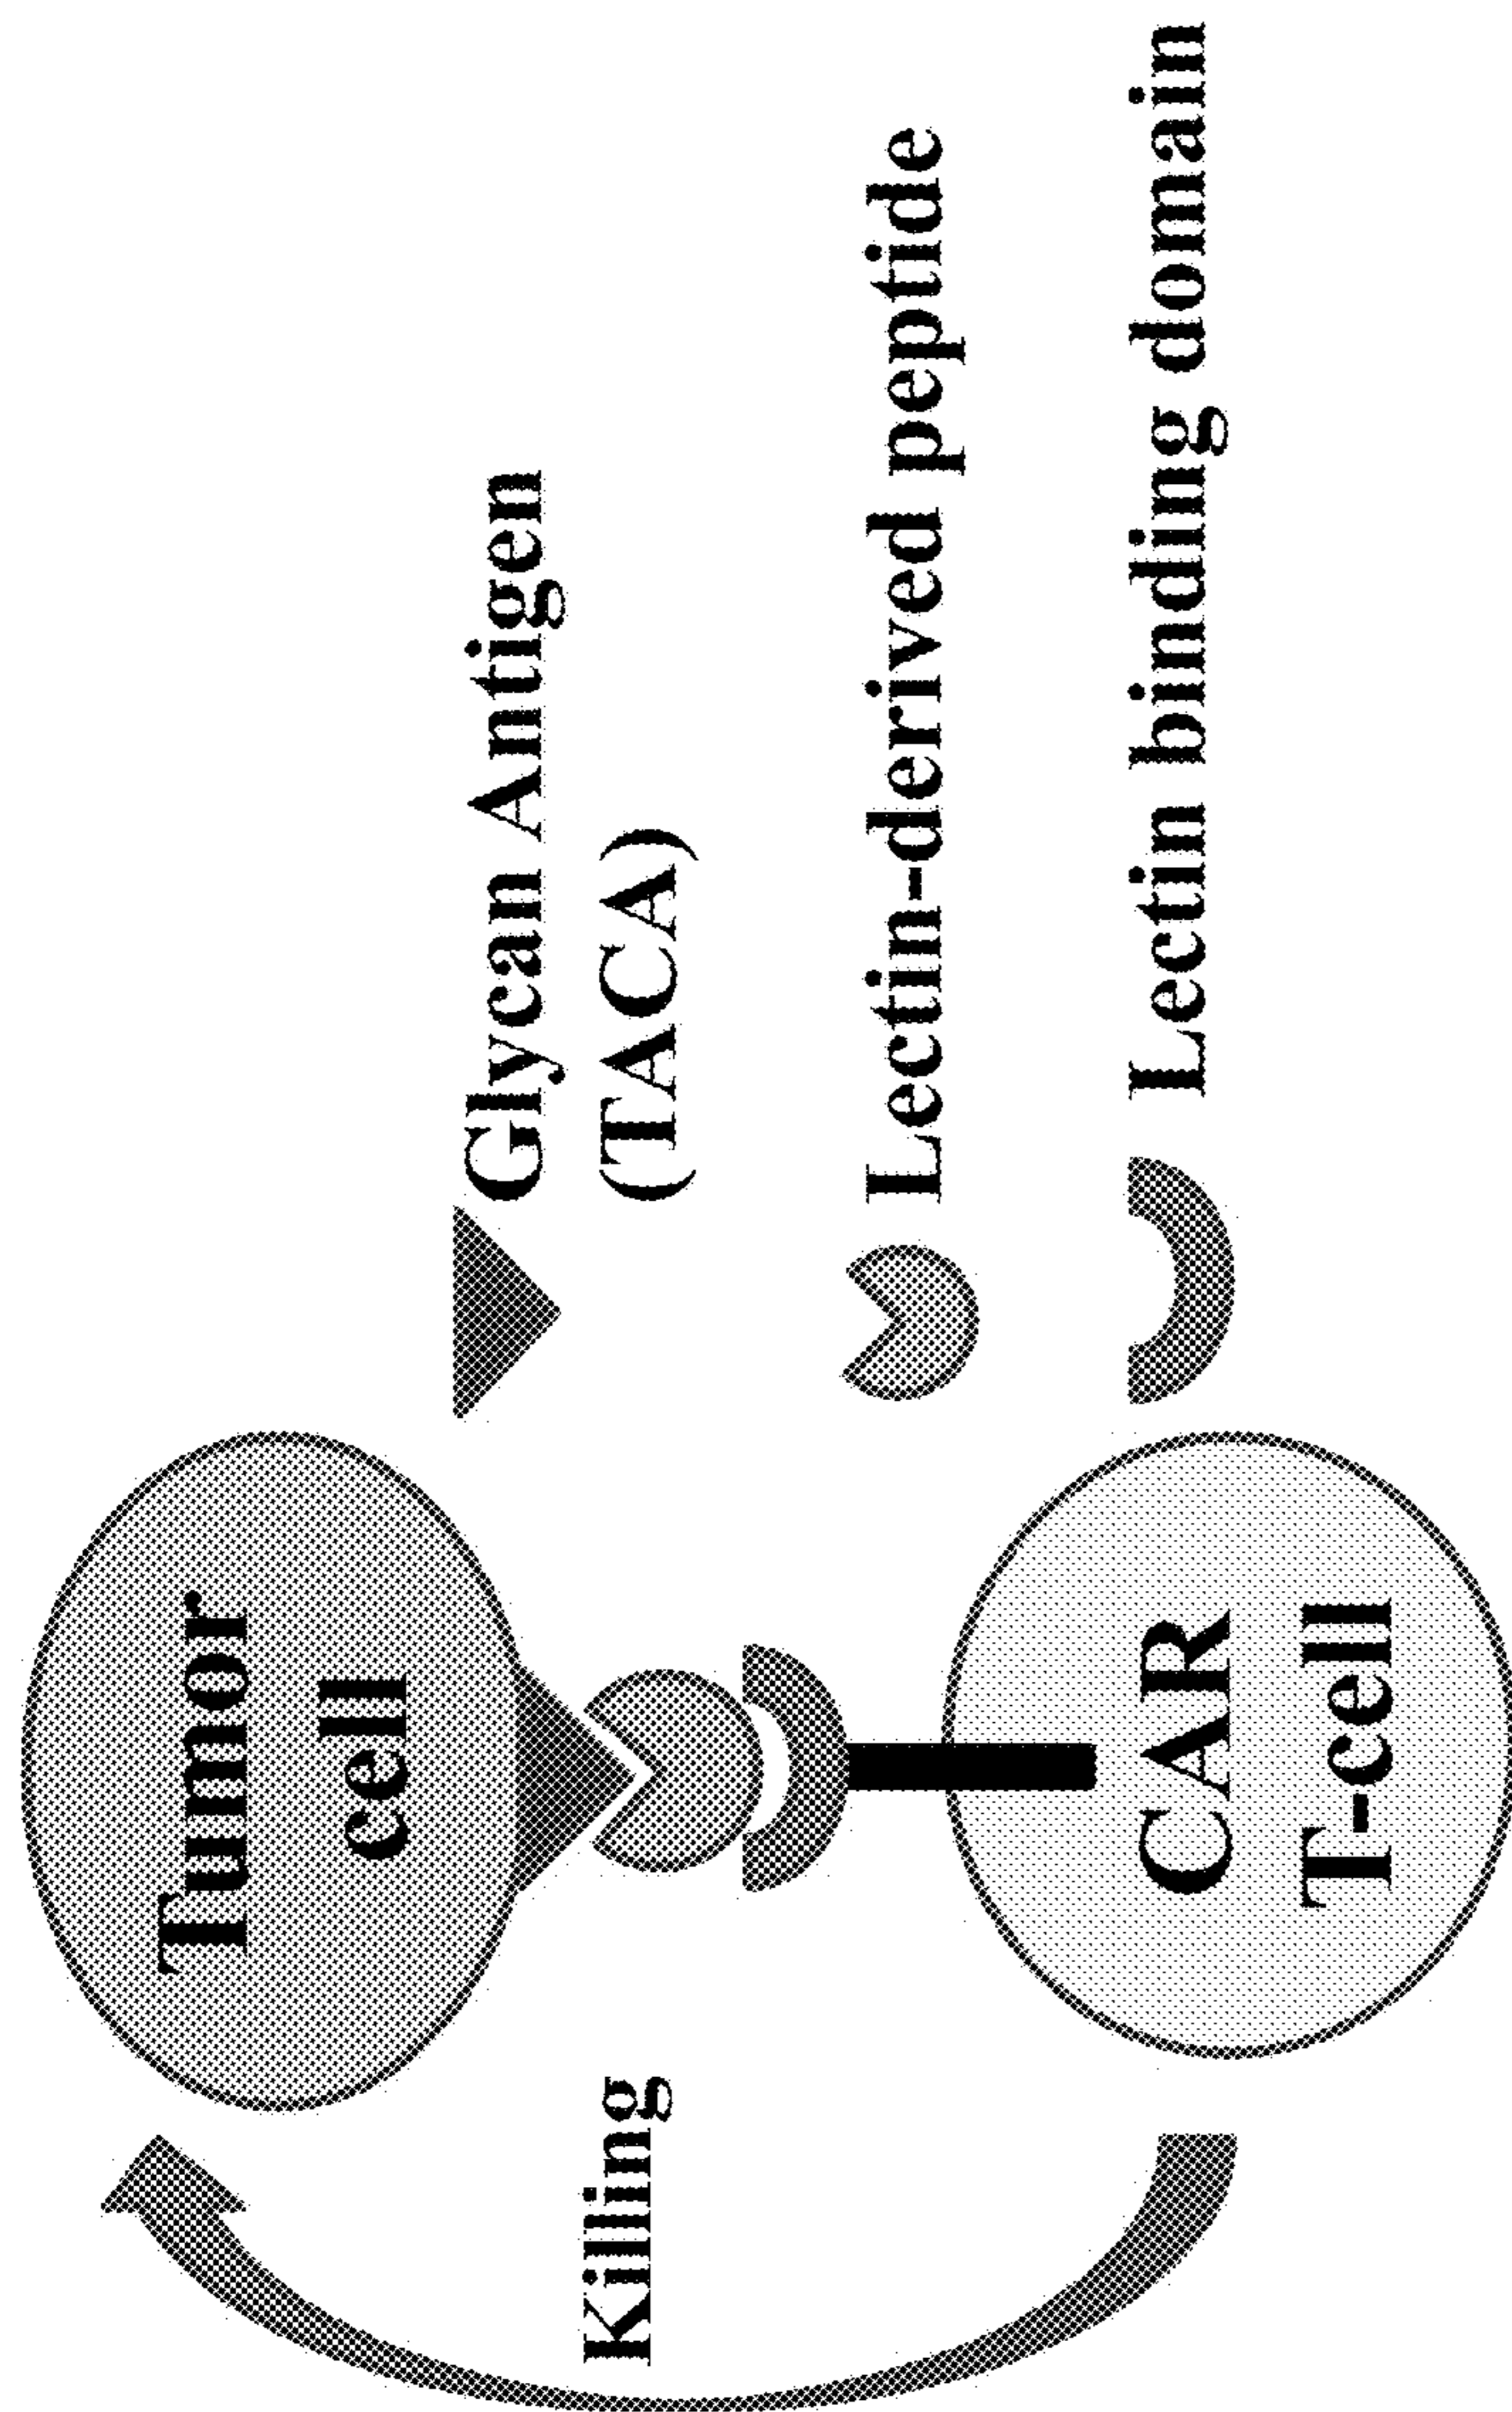 Tumor
cell
Killing
CAR
T-cell
Glycan Antigen
(TACA)
Lectin-derived peptide
Lectin binding domain